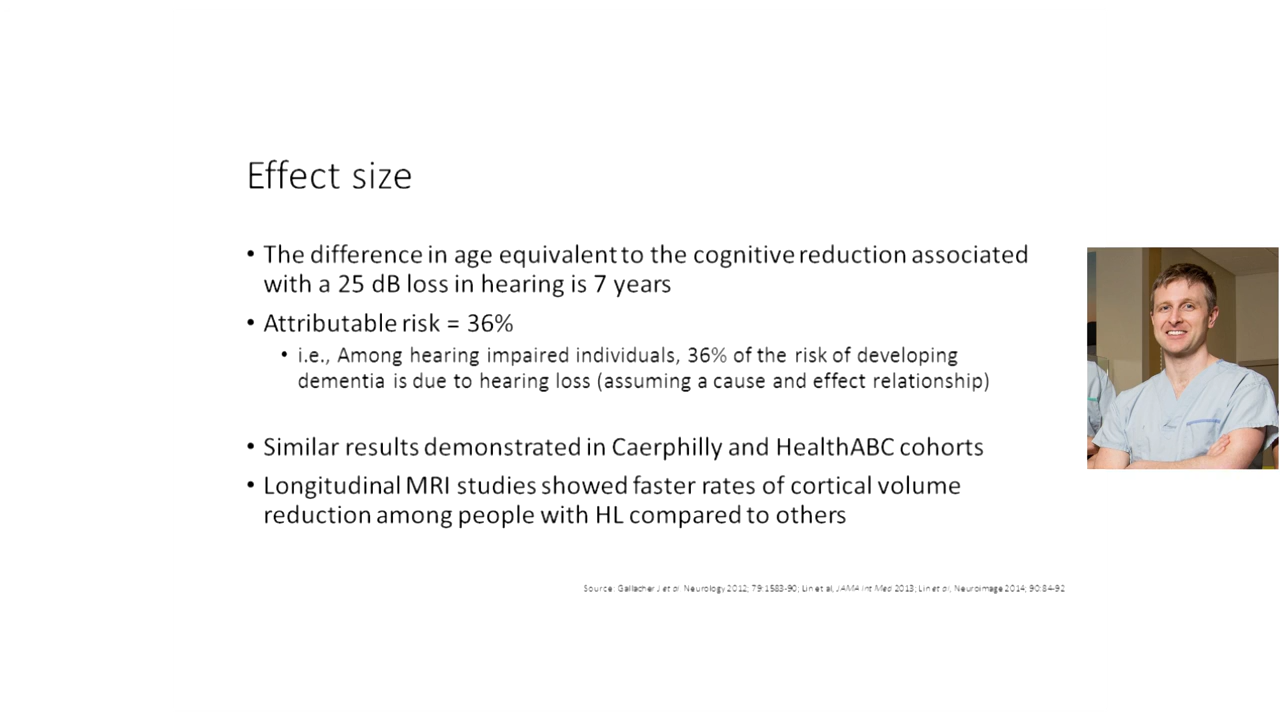 Effect size
• The difference in age equivalent to the cognitive reduction associated
with a 25 dB loss in hearing is 7 years
• Attributable risk = 36%
• i.e., Among hearing impaired individuals, 36% of the risk of developing
dementia is due to hearing loss (assuming a cause and effect relationship)
• Similar results demonstrated in Caerphilly and HealthABC cohorts
• Longitudinal MRI studies showed faster rates of cortical volume
reduction among people with HL compared to others
Source: Gallacher J et al Neurology 2012; 79:1583-90; Lin et al, JAMA Int Med 2013; Lin et al, Neuroimage 2014; 90:84-92